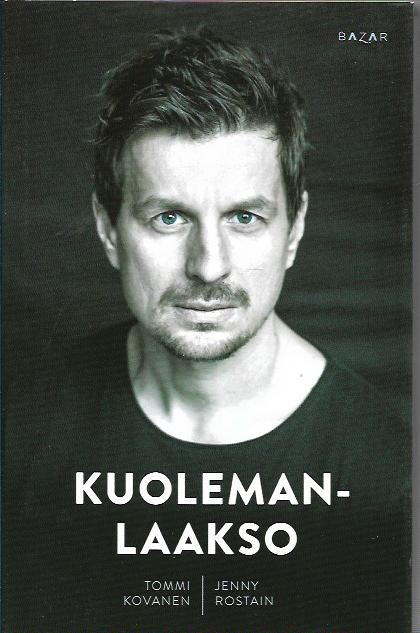 BAZAR
KUOLEMAN-
LAAKSO
TOMMI
KOVANEN
JENNY
ROSTAIN